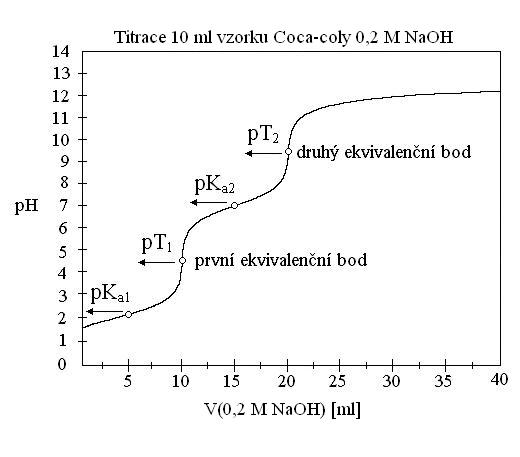 Titrace 10 ml vzorku Coca-coly 0,2 M NaOH
14
13
12
11
10
9
8
7
6
5
4
3
2
1
0
pH
pT2
druhý ekvivalenční bod
pKa2
pT1
první ekvivalenční bod
pKa1
5 10 15 20 25 30 35 40
V(0,2 M NaOH) [ml]